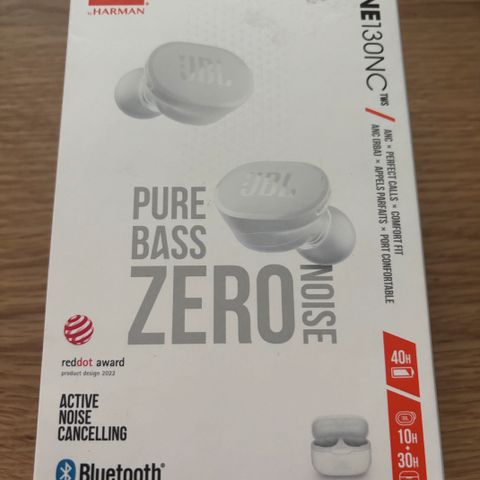 by HARMAN
NE130NC TWS
JBL
JBL
ANC × PERFECT CALLS × COMFORT FIT
ANC (RBA) × APPELS PARFAITS × PORT CONFORTABLE
PURE
BASS
ZERO
NOISE
reddot award
product design 2022
40H
10H
+
30H
ACTIVE
NOISE
CANCELLING
Bluetooth